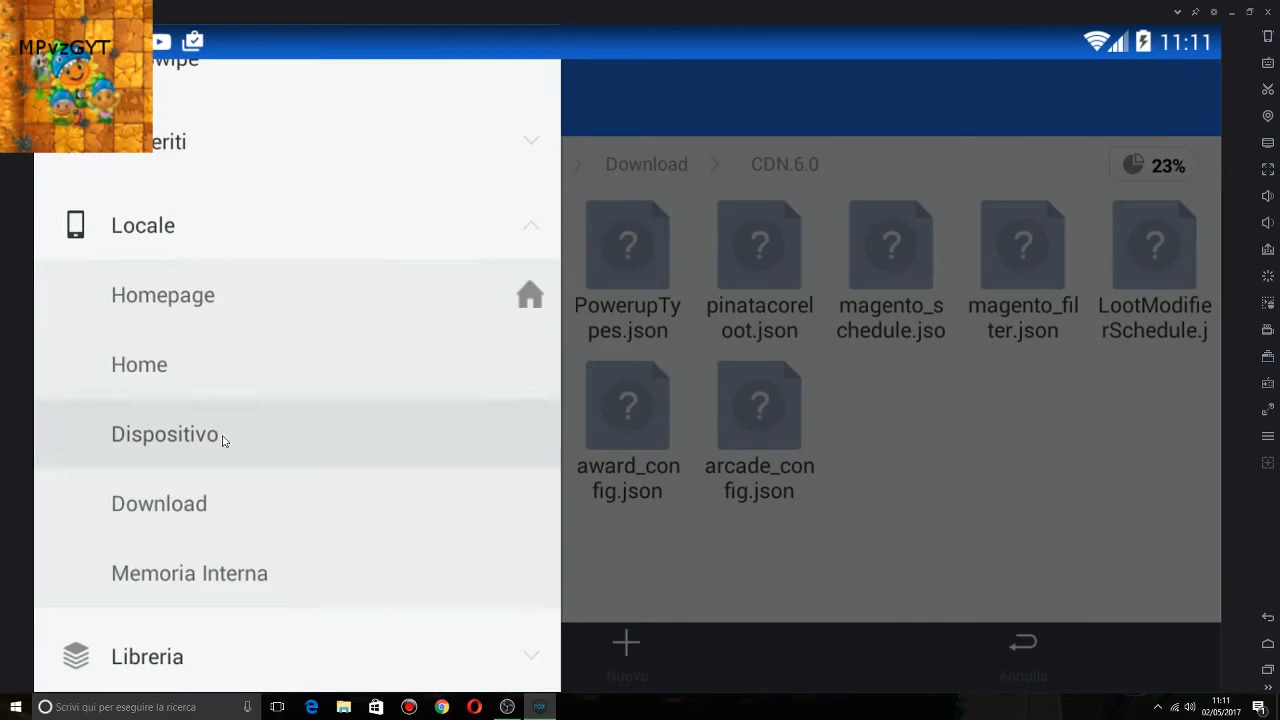 MPvzGYT
11:11
wipe
eriti
Locale
Homepage
Home
Dispositivo
Download
Memoria Interna
Libreria
Download
CDN.6.0
23%
PowerupTy
pes.json
pinatacorel
oot.json
magento_s
chedule.jso
magento_fil
ter.json
LootModifie
rSchedule.j
award_con
fig.json
arcade_con
fig.json
Nuovo
Annulla
Scrivi qui per eseguire la ricerca
nox
11:11
02/05/2017